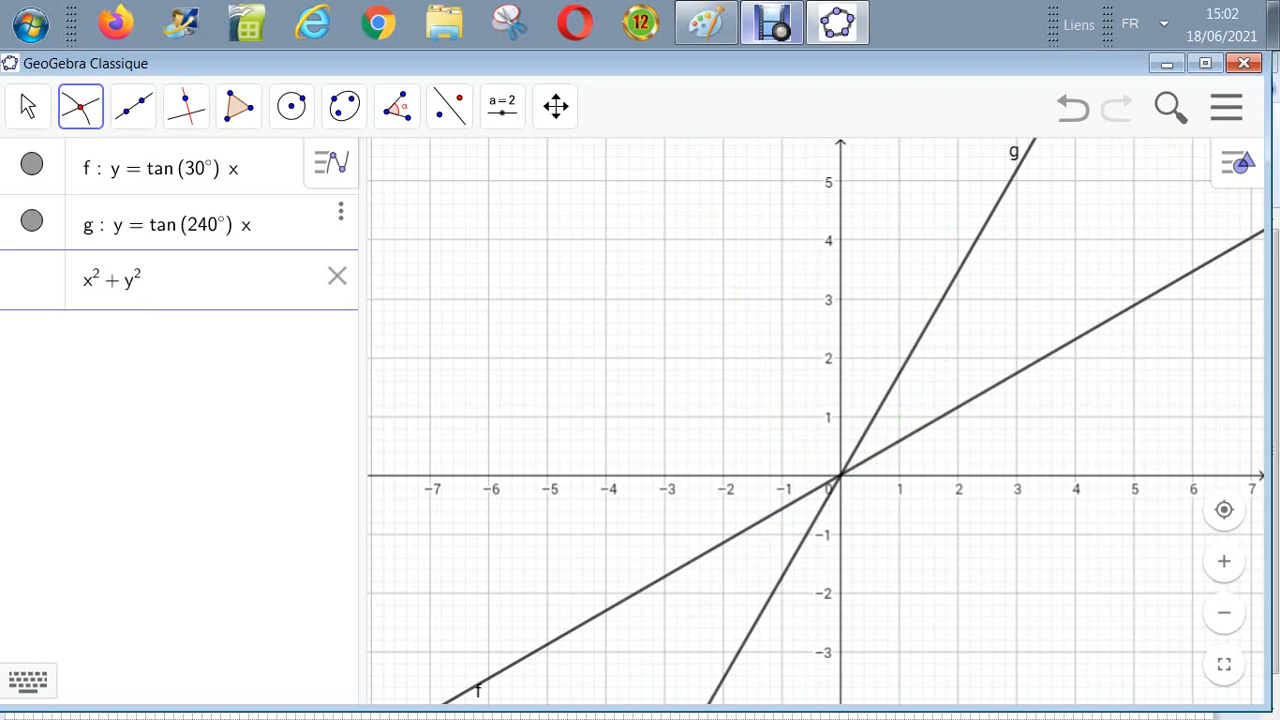 12
Liens
FR
15:02
18/06/2021
GeoGebra Classique
a=2
α
f : y = tan (30°) x
g : y = tan (240°) x
x² + y²
g
f
5
4
3
2
1
−1
−2
−3
−7 −6 −5 −4 −3 −2 −1 0 1 2 3 4 5 6 7